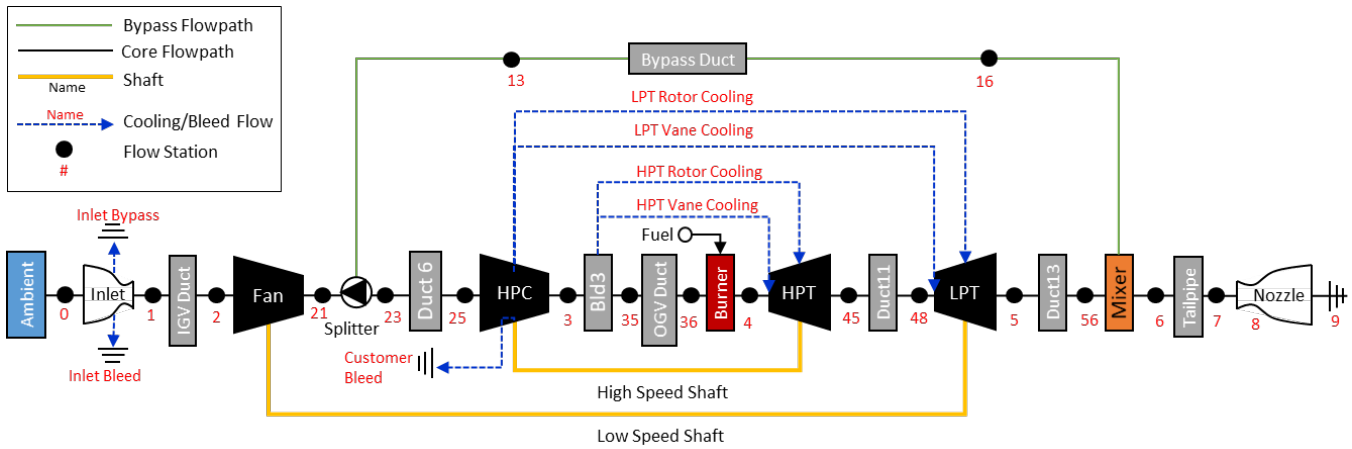 Bypass Flowpath
Core Flowpath
Shaft
Name
Name
Cooling/Bleed Flow
Flow Station
#
Bypass Duct
13
16
LPT Rotor Cooling
LPT Vane Cooling
HPT Rotor Cooling
HPT Vane Cooling
Fuel
Inlet Bypass
Ambient
0
Inlet
1
IGV Duct
2
Fan
21
Splitter
23
Duct 6
25
HPC
3
Bld3
35
OGV Duct
36
Burner
4
HPT
45
Duct11
48
LPT
5
Duct13
56
Mixer
6
Tailpipe
7
Nozzle
8
9
Inlet Bleed
Customer
Bleed
High Speed Shaft
Low Speed Shaft